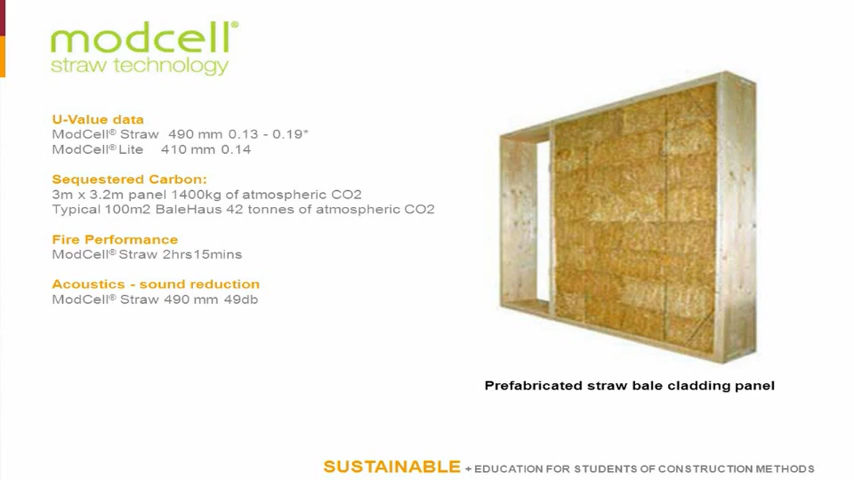 modcell®
straw technology
U-Value data
ModCell® Straw 490 mm 0.13 - 0.19*
ModCell® Lite 410 mm 0.14
Sequestered Carbon:
3m x 3.2m panel 1400kg of atmospheric CO2
Typical 100m2 BaleHaus 42 tonnes of atmospheric CO2
Fire Performance
ModCell® Straw 2hrs15mins
Acoustics - sound reduction
ModCell® Straw 490 mm 49db
Prefabricated straw bale cladding panel
SUSTAINABLE + EDUCATION FOR STUDENTS OF CONSTRUCTION METHODS